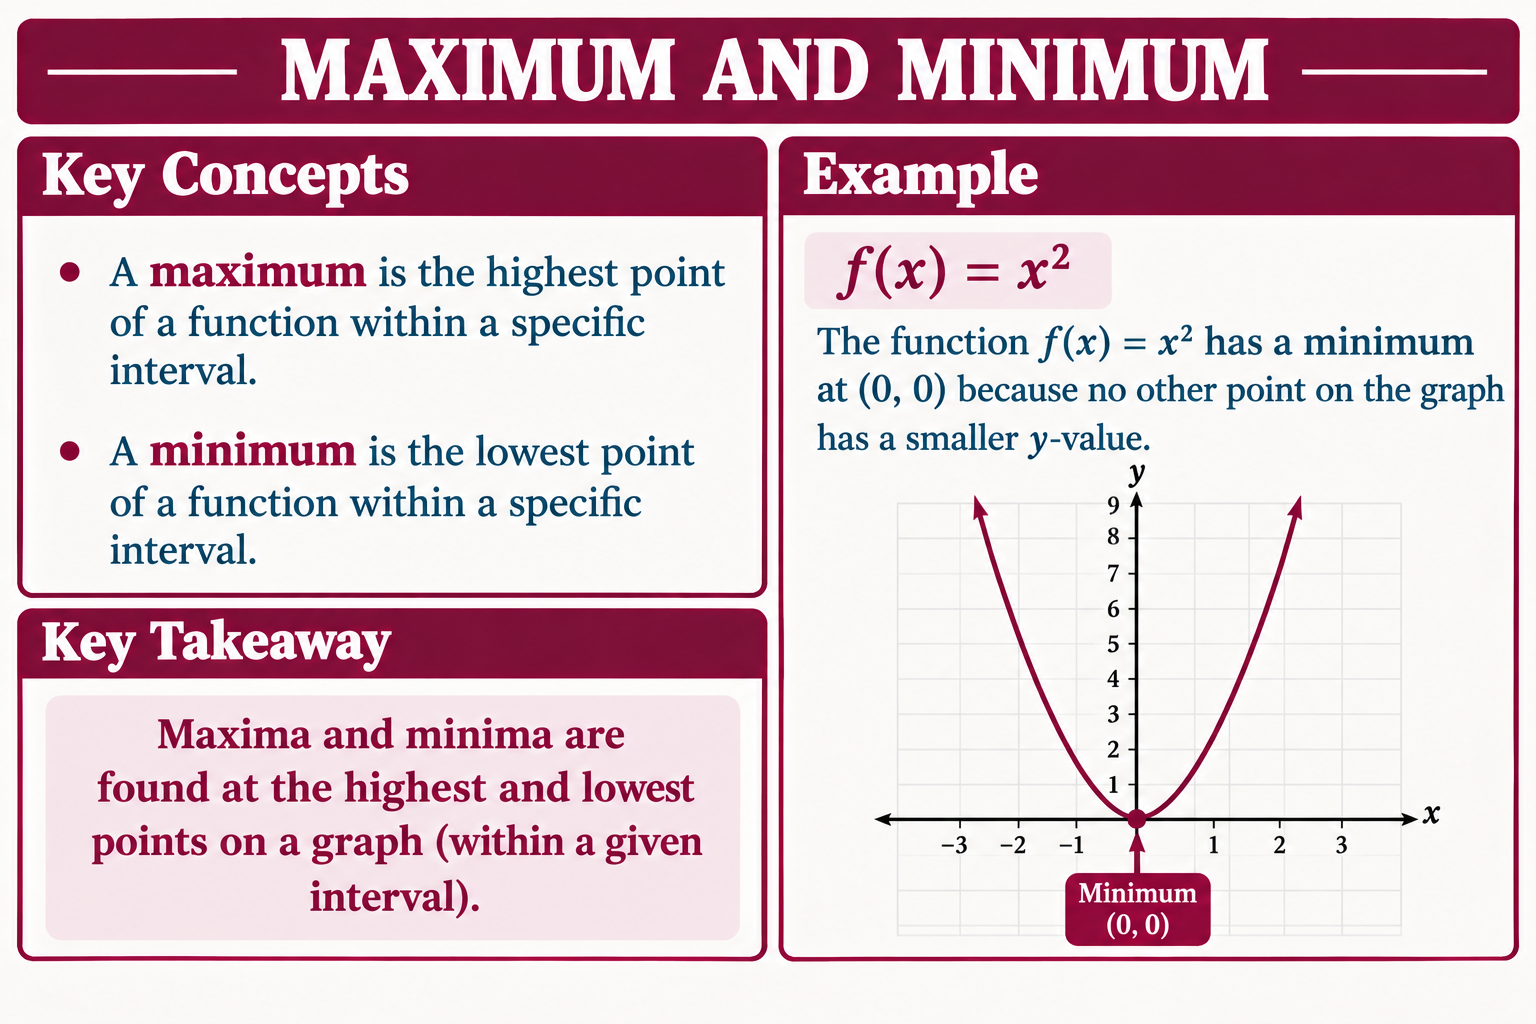 MAXIMUM AND MINIMUM
Key Concepts
• A maximum is the highest point
of a function within a specific
interval.
• A minimum is the lowest point
of a function within a specific
interval.
Key Takeaway
Maxima and minima are
found at the highest and lowest
points on a graph (within a given
interval).
Example
f(x) = x²
The function f(x) = x² has a minimum
at (0, 0) because no other point on the graph
has a smaller y-value.
y
9
8
7
6
5
4
3
2
1
x
−3 −2 −1 1 2 3
Minimum
(0, 0)